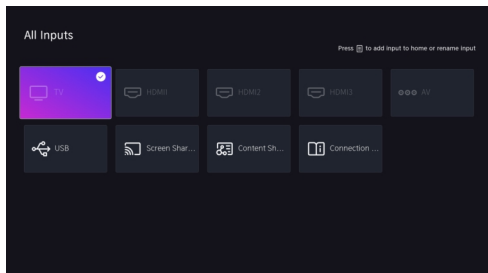 All Inputs
Press to add input to home or rename input
TV
HDMI1
HDMI2
HDMI3
AV
USB
Screen Shar...
Content Sh...
Connection ...